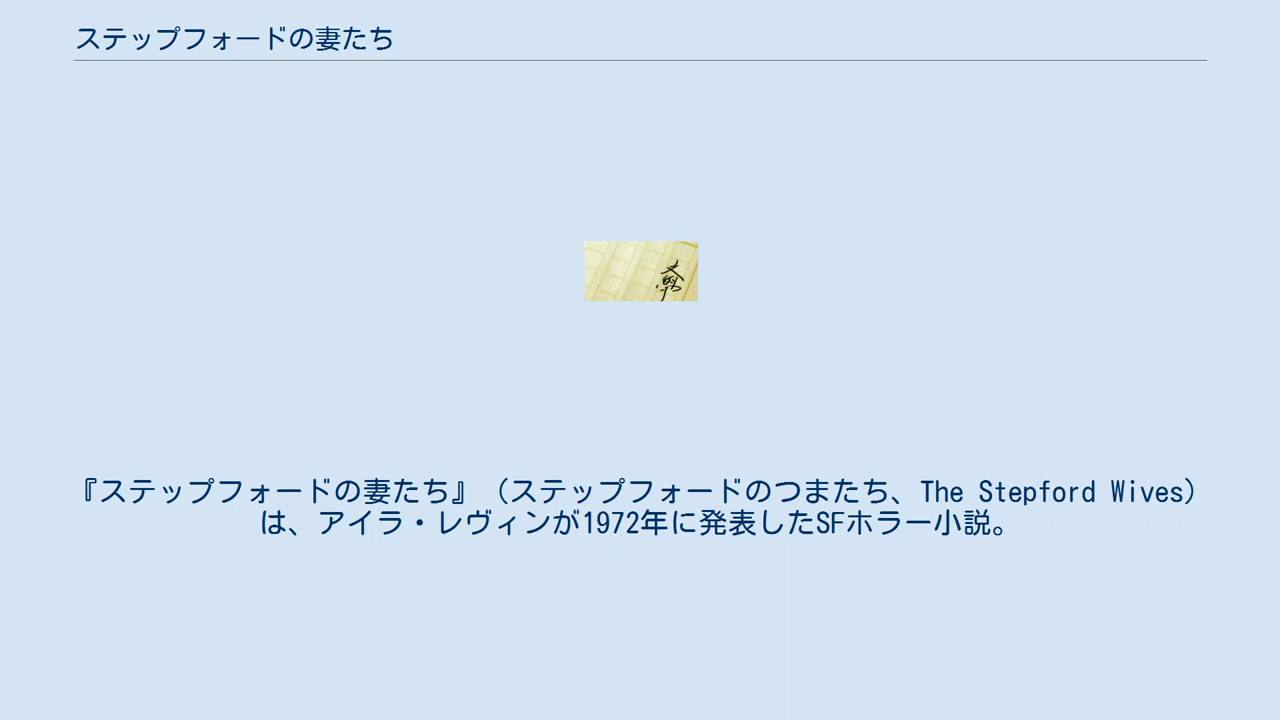 ステップフォードの妻たち
『ステップフォードの妻たち』（ステップフォードのつまたち、The Stepford Wives）
は、アイラ・レヴィンが1972年に発表したSFホラー小説。